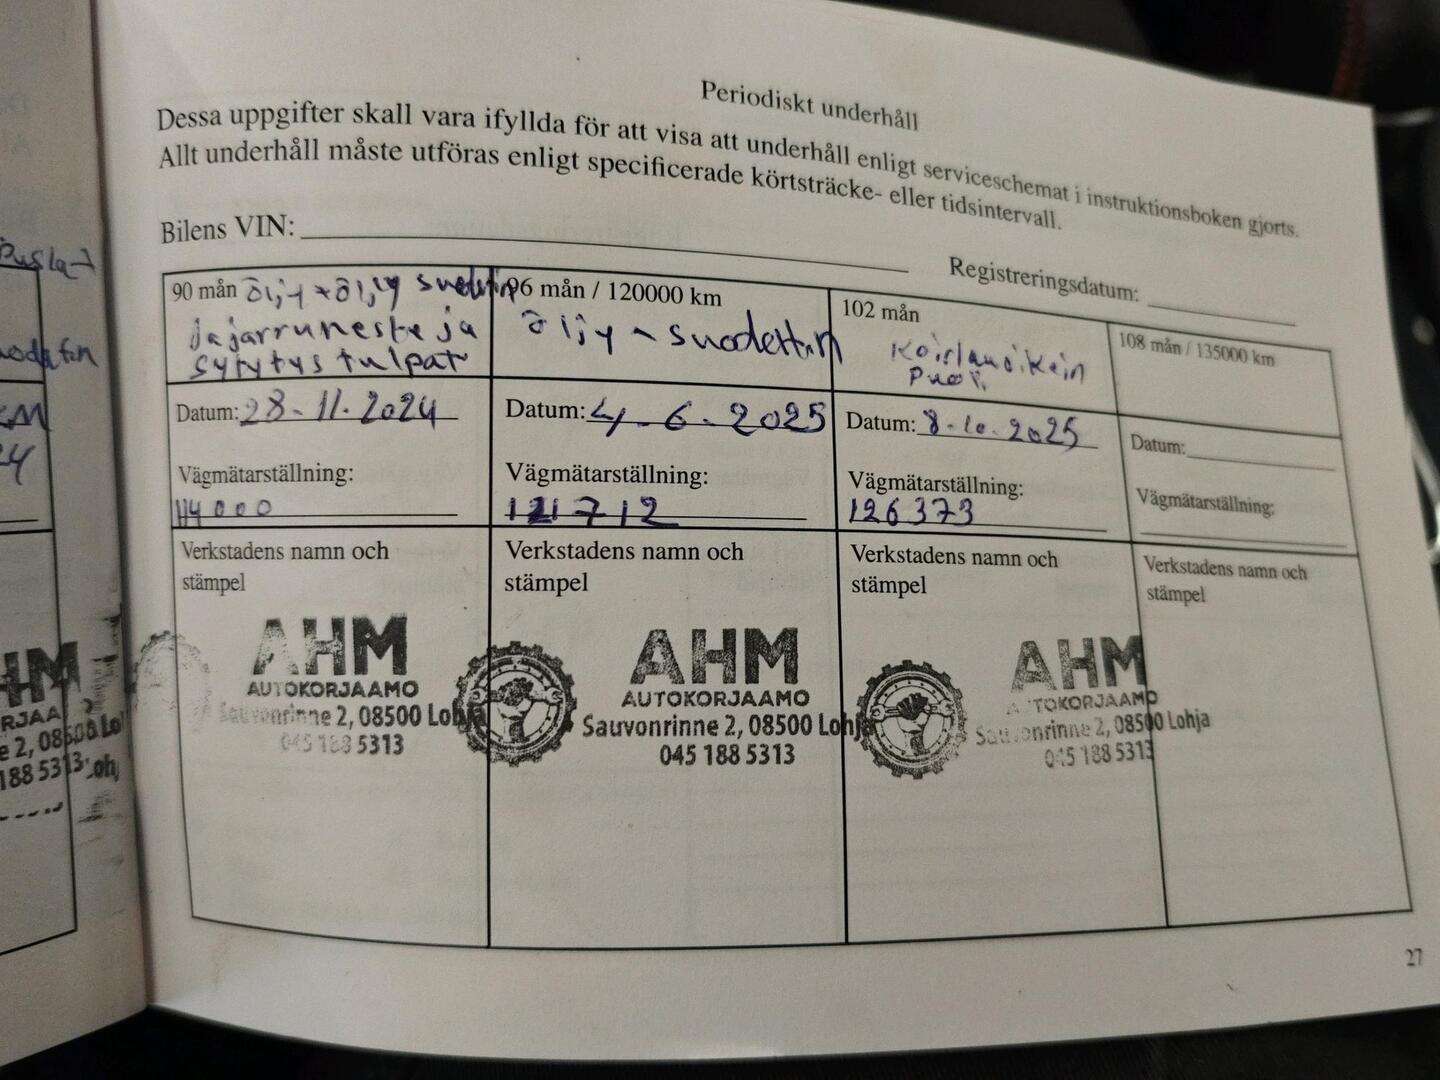 Periodiskt underhåll
Dessa uppgifter skall vara ifyllda för att visa att underhåll enligt serviceschemat i instruktionsboken gjorts.
Allt underhåll måste utföras enligt specificerade körtsträcke- eller tidsintervall.
Bilens VIN:
Registreringsdatum:
90 mån öljy + öljy suodatin
ja jarruneste ja
sytytys tulpat
Datum: 28-11.2024
Vägmätarställning:
114000
Verkstadens namn och
stämpel
AHM
AUTOKORJAAMO
Sauvonrinne 2, 08500 Lohja
045 188 5313
96 mån / 120000 km
öljy - suodattin
Datum: 4.6.2025
Vägmätarställning:
121712
Verkstadens namn och
stämpel
AHM
AUTOKORJAAMO
Sauvonrinne 2, 08500 Lohja
045 188 5313
102 mån
Datum: 8-10.2025
Vägmätarställning:
126373
Verkstadens namn och
stämpel
AHM
AUTOKORJAAMO
Sauvonrinne 2, 08500 Lohja
045 188 5313
108 mån / 135000 km
Datum:
Vägmätarställning:
Verkstadens namn och
stämpel
27